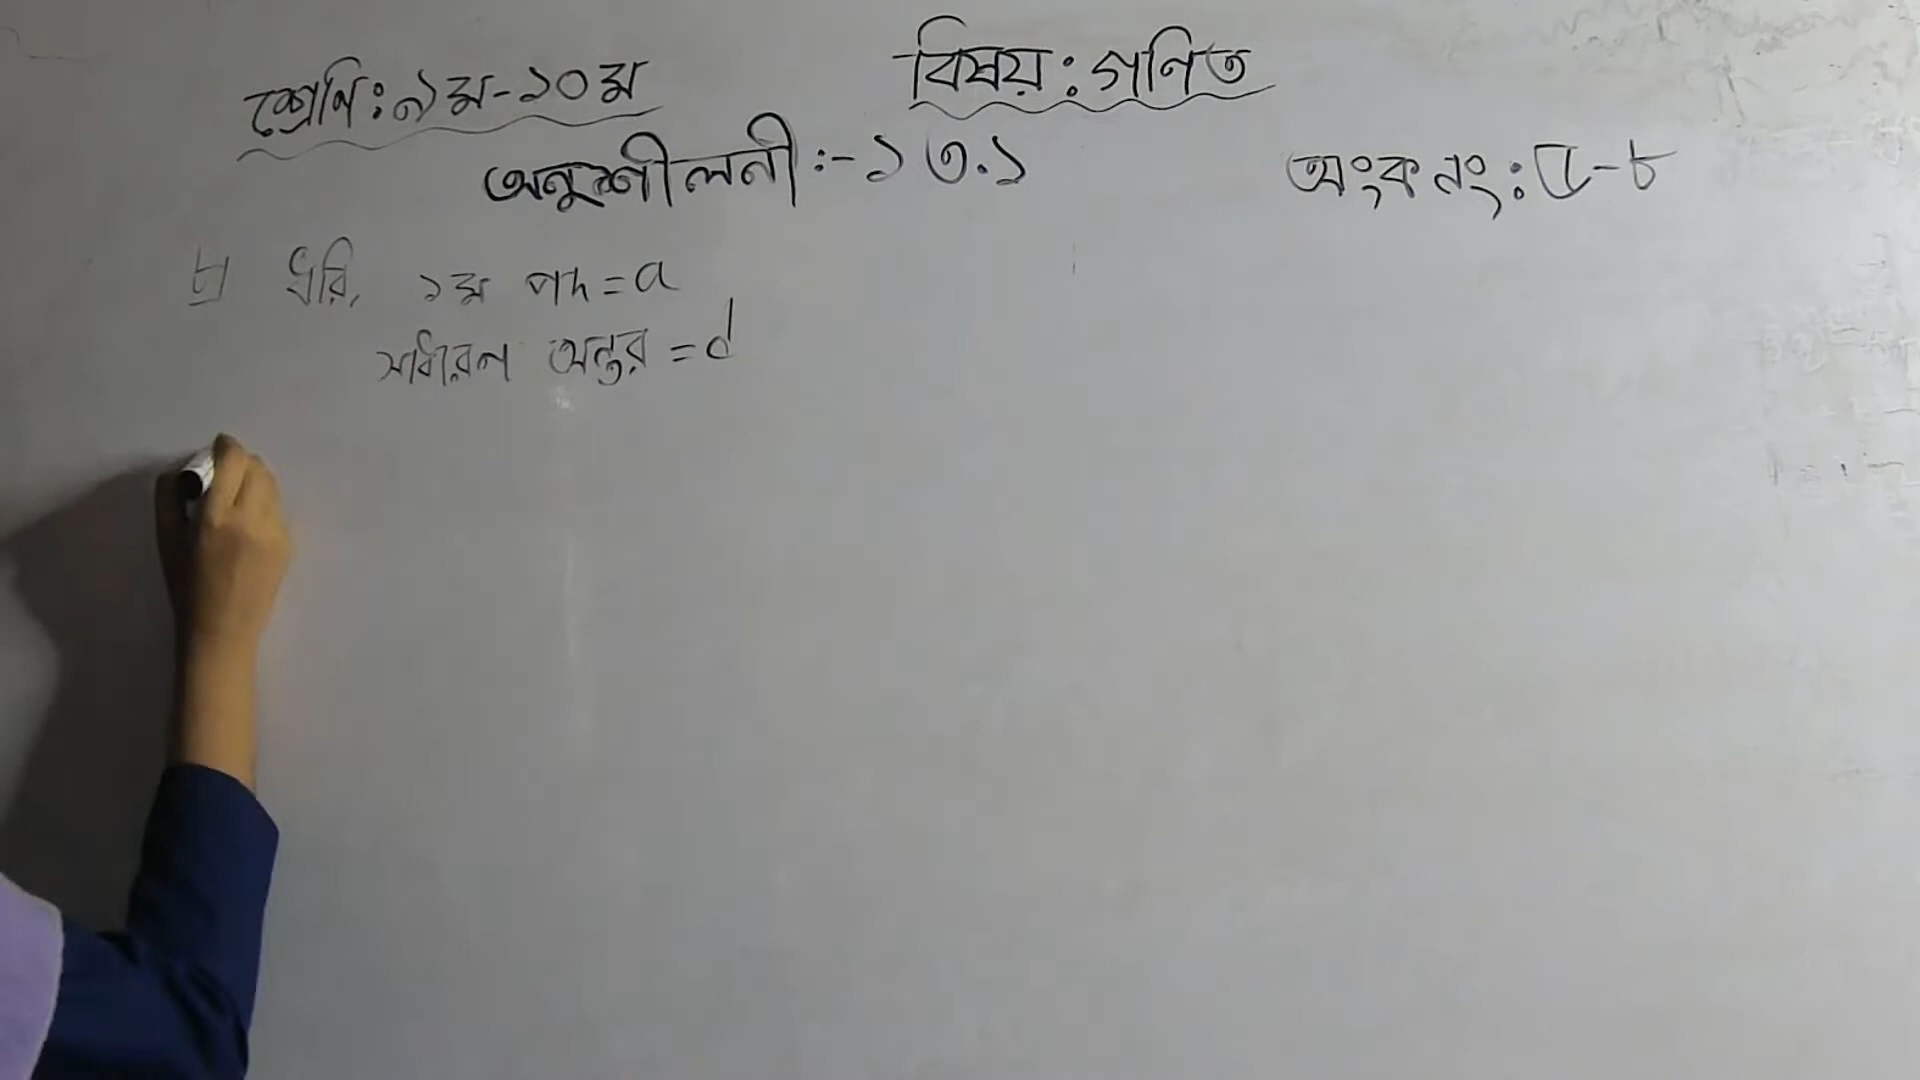 শ্রেণি: ৯ম-১০ম
বিষয়: গণিত
অনুশীলনী:-১৩.১
অংক নং: ৫-৮
৮। ধরি, ১ম পদ = a
সাধারণ অন্তর = d